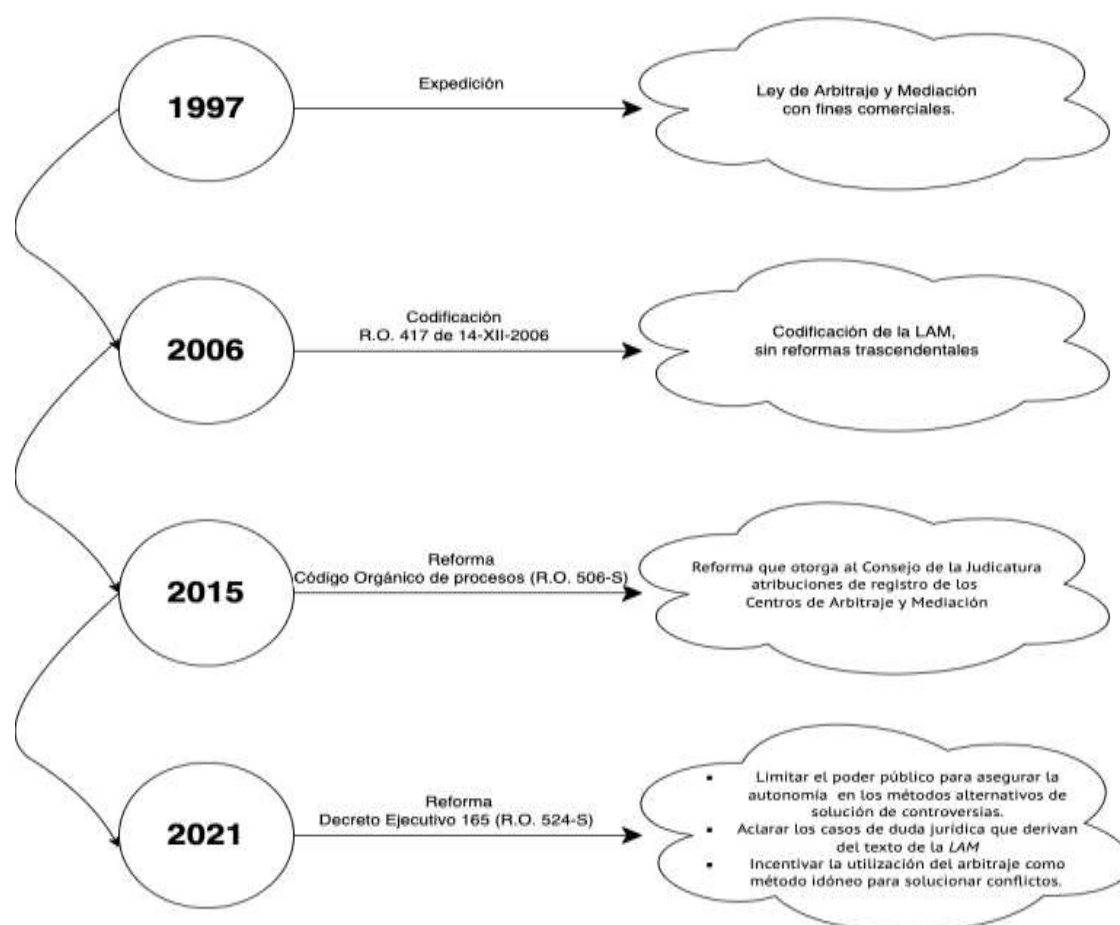 1997
Expedición
Ley de Arbitraje y Mediación
con fines comerciales.
2006
Codificación
R.O. 417 de 14-XII-2006
Codificación de la LAM,
sin reformas trascendentales
2015
Reforma
Código Orgánico de procesos (R.O. 506-S)
Reforma que otorga al Consejo de la Judicatura
atribuciones de registro de los
Centros de Arbitraje y Mediación
2021
Reforma
Decreto Ejecutivo 165 (R.O. 524-S)
▪ Limitar el poder público para asegurar la
autonomía en los métodos alternativos de
solución de controversias.
▪ Aclarar los casos de duda jurídica que derivan
del texto de la LAM
▪ Incentivar la utilización del arbitraje como
método idóneo para solucionar conflictos.